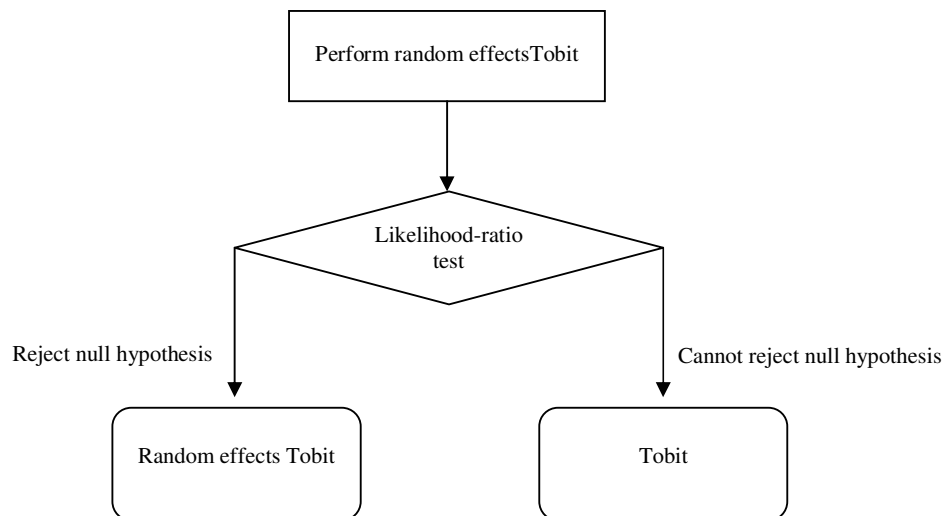 Perform random effectsTobit
Likelihood-ratio
test
Reject null hypothesis
Cannot reject null hypothesis
Random effects Tobit
Tobit